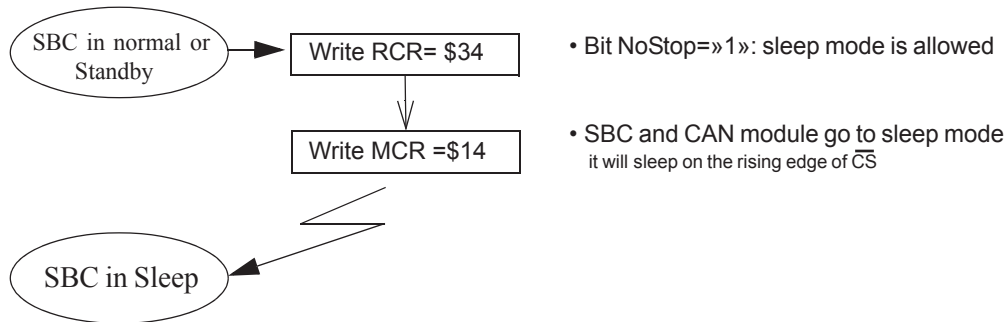 SBC in normal or
Standby
Write RCR= $34
• Bit NoStop=»1»: sleep mode is allowed
Write MCR =$14
• SBC and CAN module go to sleep mode
it will sleep on the rising edge of C̅S̅
SBC in Sleep